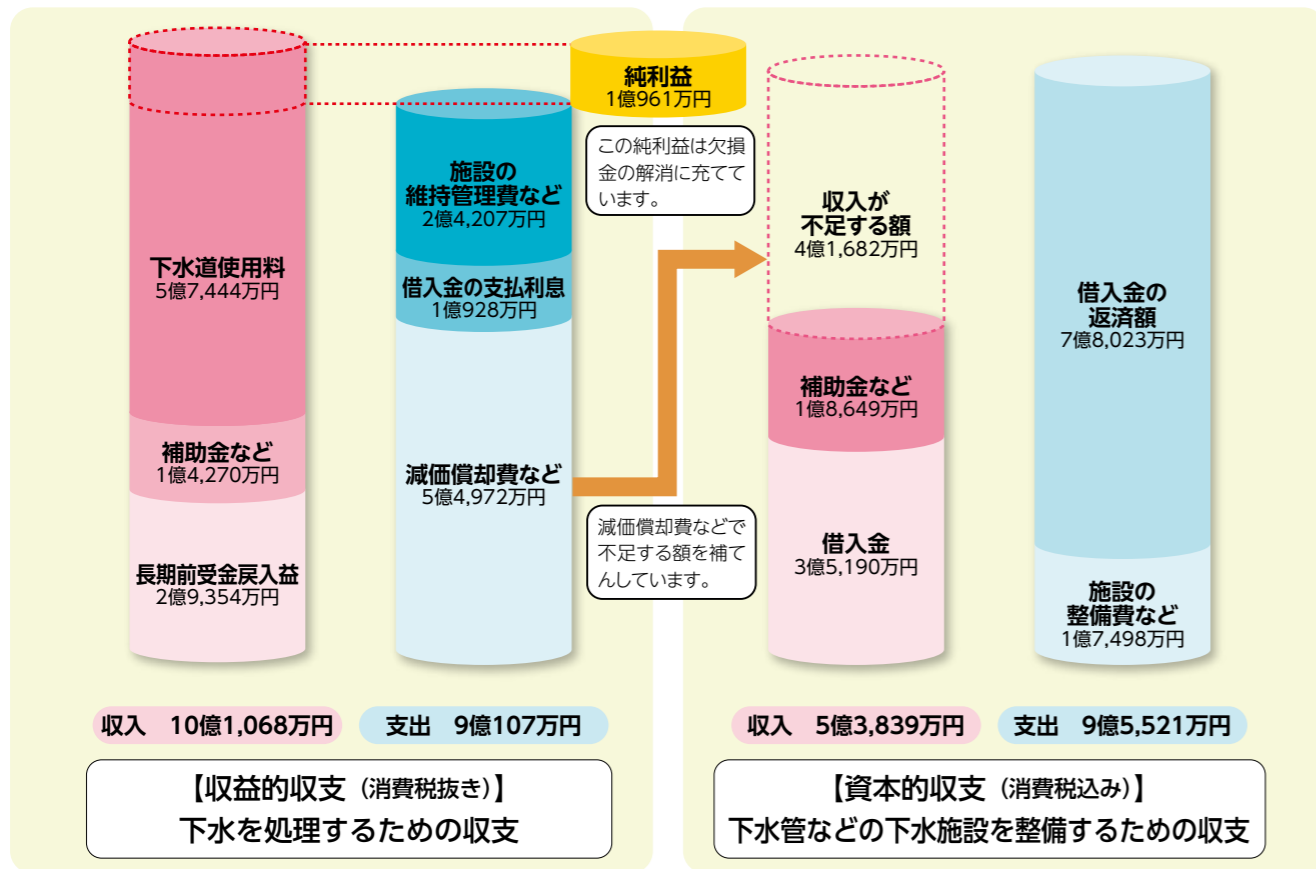 下水道使用料
5億7,444万円
補助金など
1億4,270万円
長期前受金戻入益
2億9,354万円
施設の
維持管理費など
2億4,207万円
借入金の支払利息
1億928万円
減価償却費など
5億4,972万円
純利益
1億961万円
この純利益は欠損
金の解消に充てて
います。
減価償却費などで
不足する額を補て
んしています。
収入 10億1,068万円
支出 9億107万円
【収益的収支（消費税抜き）】
下水を処理するための収支
収入が
不足する額
4億1,682万円
補助金など
1億8,649万円
借入金
3億5,190万円
借入金の
返済額
7億8,023万円
施設の
整備費など
1億7,498万円
収入 5億3,839万円
支出 9億5,521万円
【資本的収支（消費税込み）】
下水管などの下水施設を整備するための収支